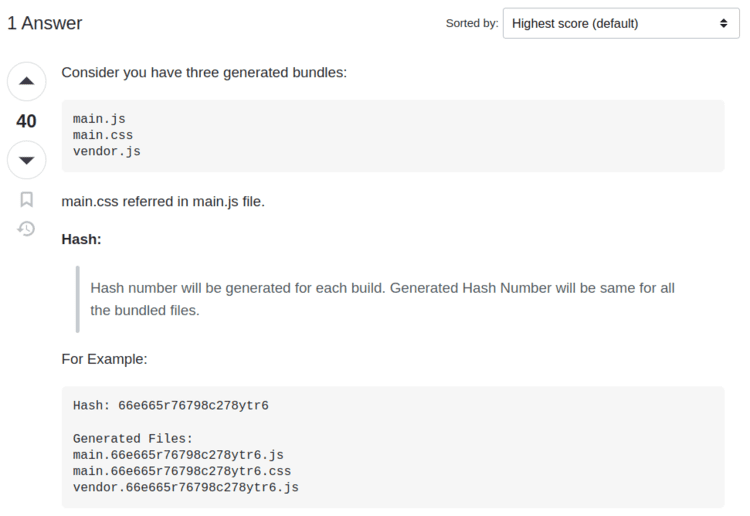 1 Answer
Sorted by: Highest score (default)
Consider you have three generated bundles:
40
main.js
main.css
vendor.js
main.css referred in main.js file.
Hash:
Hash number will be generated for each build. Generated Hash Number will be same for all
the bundled files.
For Example:
Hash: 66e665r76798c278ytr6
Generated Files:
main.66e665r76798c278ytr6.js
main.66e665r76798c278ytr6.css
vendor.66e665r76798c278ytr6.js